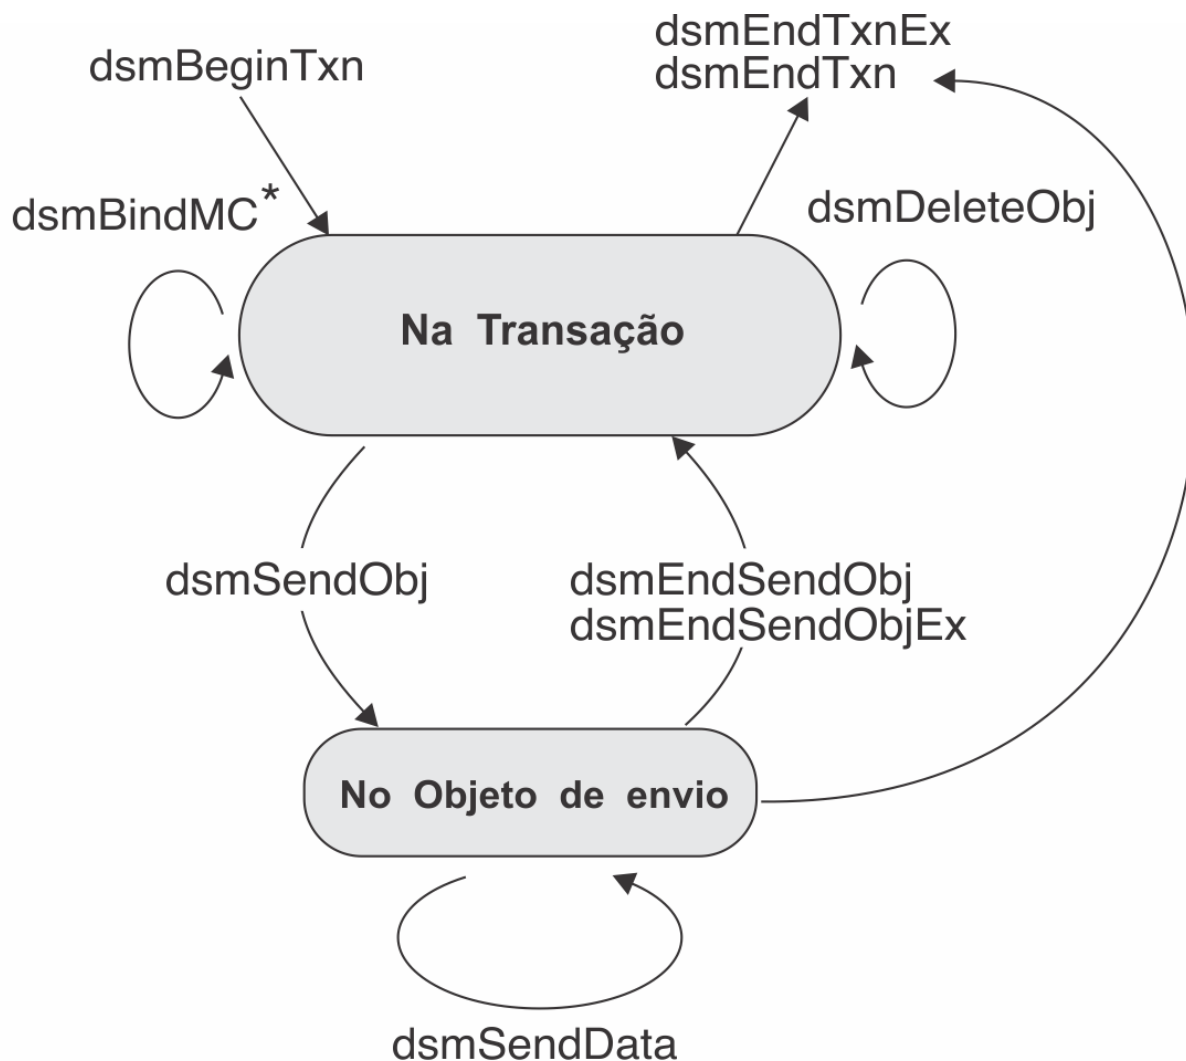 dsmEndTxnEx
dsmBeginTxn
dsmEndTxn
dsmBindMC*
dsmDeleteObj
Na Transação
dsmSendObj
dsmEndSendObj
dsmEndSendObjEx
No Objeto de envio
dsmSendData